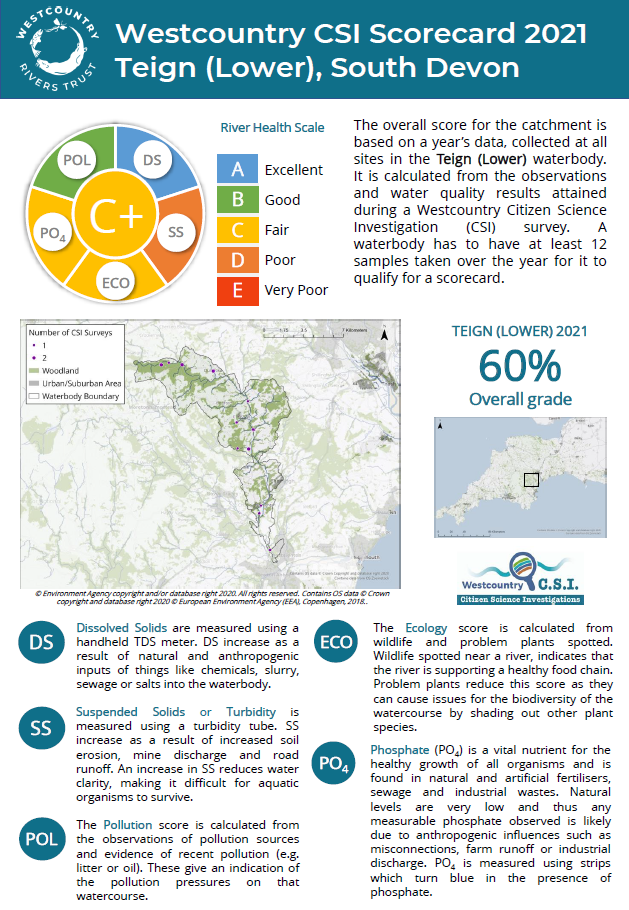 WESTCOUNTRY
RIVERS TRUST
Westcountry CSI Scorecard 2021
Teign (Lower), South Devon
POL
DS
PO4
C+
SS
ECO
River Health Scale
A Excellent
B Good
C Fair
D Poor
E Very Poor
The overall score for the catchment is
based on a year's data, collected at all
sites in the Teign (Lower) waterbody.
It is calculated from the observations
and water quality results attained
during a Westcountry Citizen Science
Investigation (CSI) survey. A
waterbody has to have at least 12
samples taken over the year for it to
qualify for a scorecard.
Number of CSI Surveys
1
2
Woodland
Urban/Suburban Area
Waterbody Boundary
Kilometers
TEIGN (LOWER) 2021
60%
Overall grade
Westcountry C.S.I.
Citizen Science Investigations
© Environment Agency copyright and/or database right 2020. All rights reserved. Contains OS data © Crown
copyright and database right 2020 © European Environment Agency (EEA), Copenhagen, 2018..
DS
Dissolved Solids are measured using a
handheld TDS meter. DS increase as a
result of natural and anthropogenic
inputs of things like chemicals, slurry,
sewage or salts into the waterbody.
SS
Suspended Solids or Turbidity is
measured using a turbidity tube. SS
increase as a result of increased soil
erosion, mine discharge and road
runoff. An increase in SS reduces water
clarity, making it difficult for aquatic
organisms to survive.
POL
The Pollution score is calculated from
the observations of pollution sources
and evidence of recent pollution (e.g.
litter or oil). These give an indication of
the pollution pressures on that
watercourse.
ECO
The Ecology score is calculated from
wildlife and problem plants spotted.
Wildlife spotted near a river, indicates that
the river is supporting a healthy food chain.
Problem plants reduce this score as they
can cause issues for the biodiversity of the
watercourse by shading out other plant
species.
PO4
Phosphate (PO4) is a vital nutrient for the
healthy growth of all organisms and is
found in natural and artificial fertilisers,
sewage and industrial wastes. Natural
levels are very low and thus any
measurable phosphate observed is likely
due to anthropogenic influences such as
misconnections, farm runoff or industrial
discharge. PO4 is measured using strips
which turn blue in the presence of
phosphate.